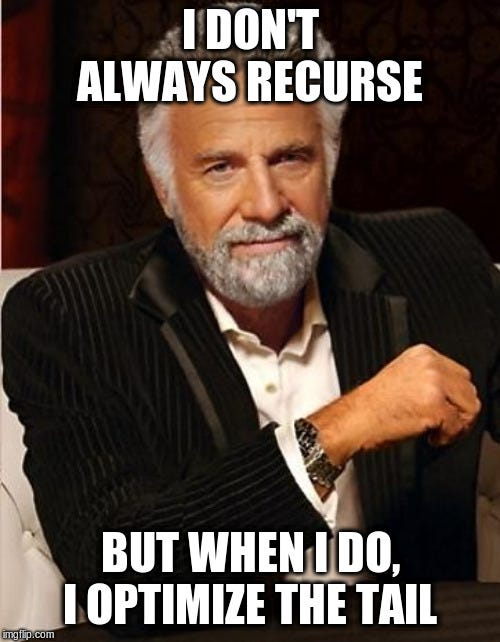 I DON'T
ALWAYS RECURSE
BUT WHEN I DO,
I OPTIMIZE THE TAIL
imgflip.com